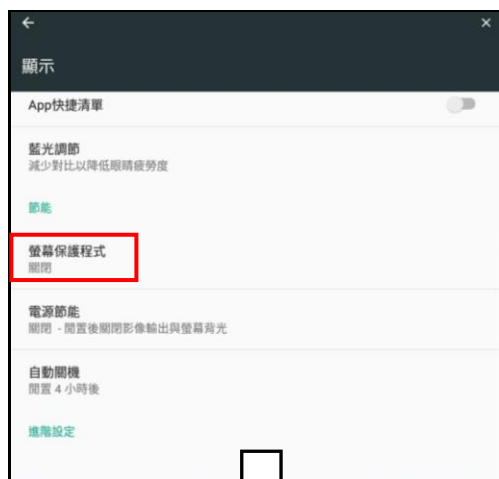 顯示
App快捷清單
藍光調節
減少對比以降低眼睛疲勞度
節能
螢幕保護程式
關閉
電源節能
關閉 - 閒置後關閉影像輸出與螢幕背光
自動關機
閒置 4 小時後
進階設定